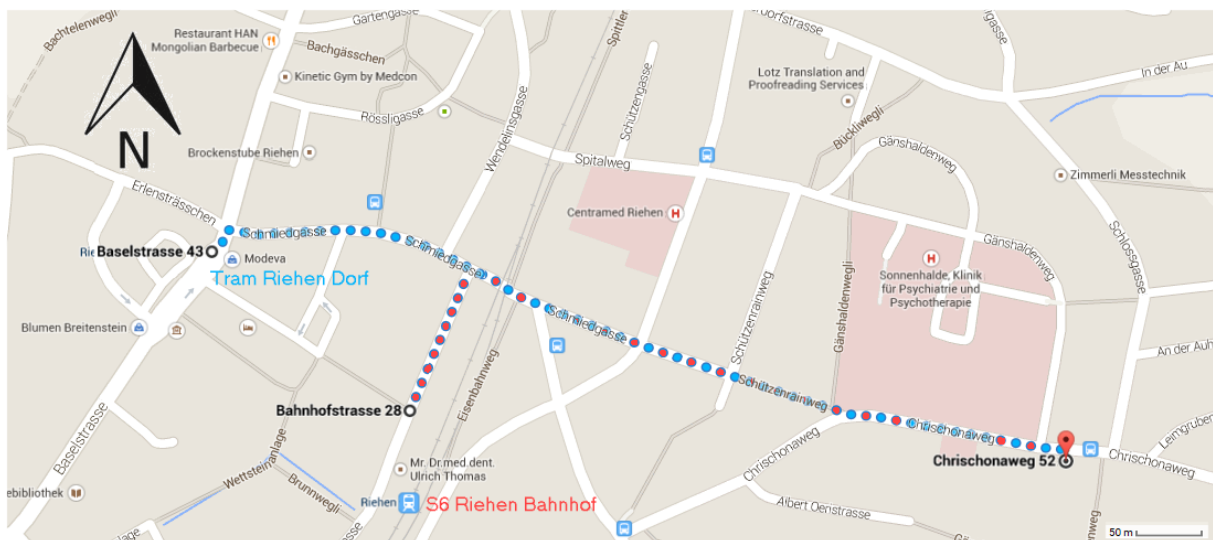 Bachtelenwegli
Restaurant HAN
Mongolian Barbecue
Gartengasse
Bachgässchen
Kinetic Gym by Medcon
Rössligasse
Brockenstube Riehen
Wendelinsgasse
Schützengasse
Spitalweg
Lotz Translation and
Proofreading Services
Bückliwegli
In der Au
Gänshaldenweg
Zimmerli Messtechnik
N
Erlensträsschen
Schmiedgasse
Schmiedgasse
Centramed Riehen
H
Gänshaldenweg
Schlossgasse
H
Sonnenhalde, Klinik
für Psychiatrie und
Psychotherapie
Baselstrasse 43
Modeva
Tram Riehen Dorf
Blumen Breitenstein
Schmiedgasse
Schützenrainweg
Gänshaldenwegli
An der Auh
Schützenrainweg
Eisenbahnweg
Bahnhofstrasse 28
Baselstrasse
Wettsteinanlage
Brunnwegli
Mr. Dr.med.dent.
Ulrich Thomas
Chrischonaweg
Chrischonaweg
Chrischonaweg 52
Chrischonaweg
Leimgruben
Riehen
S6 Riehen Bahnhof
Albert Oeri­strasse
50 m